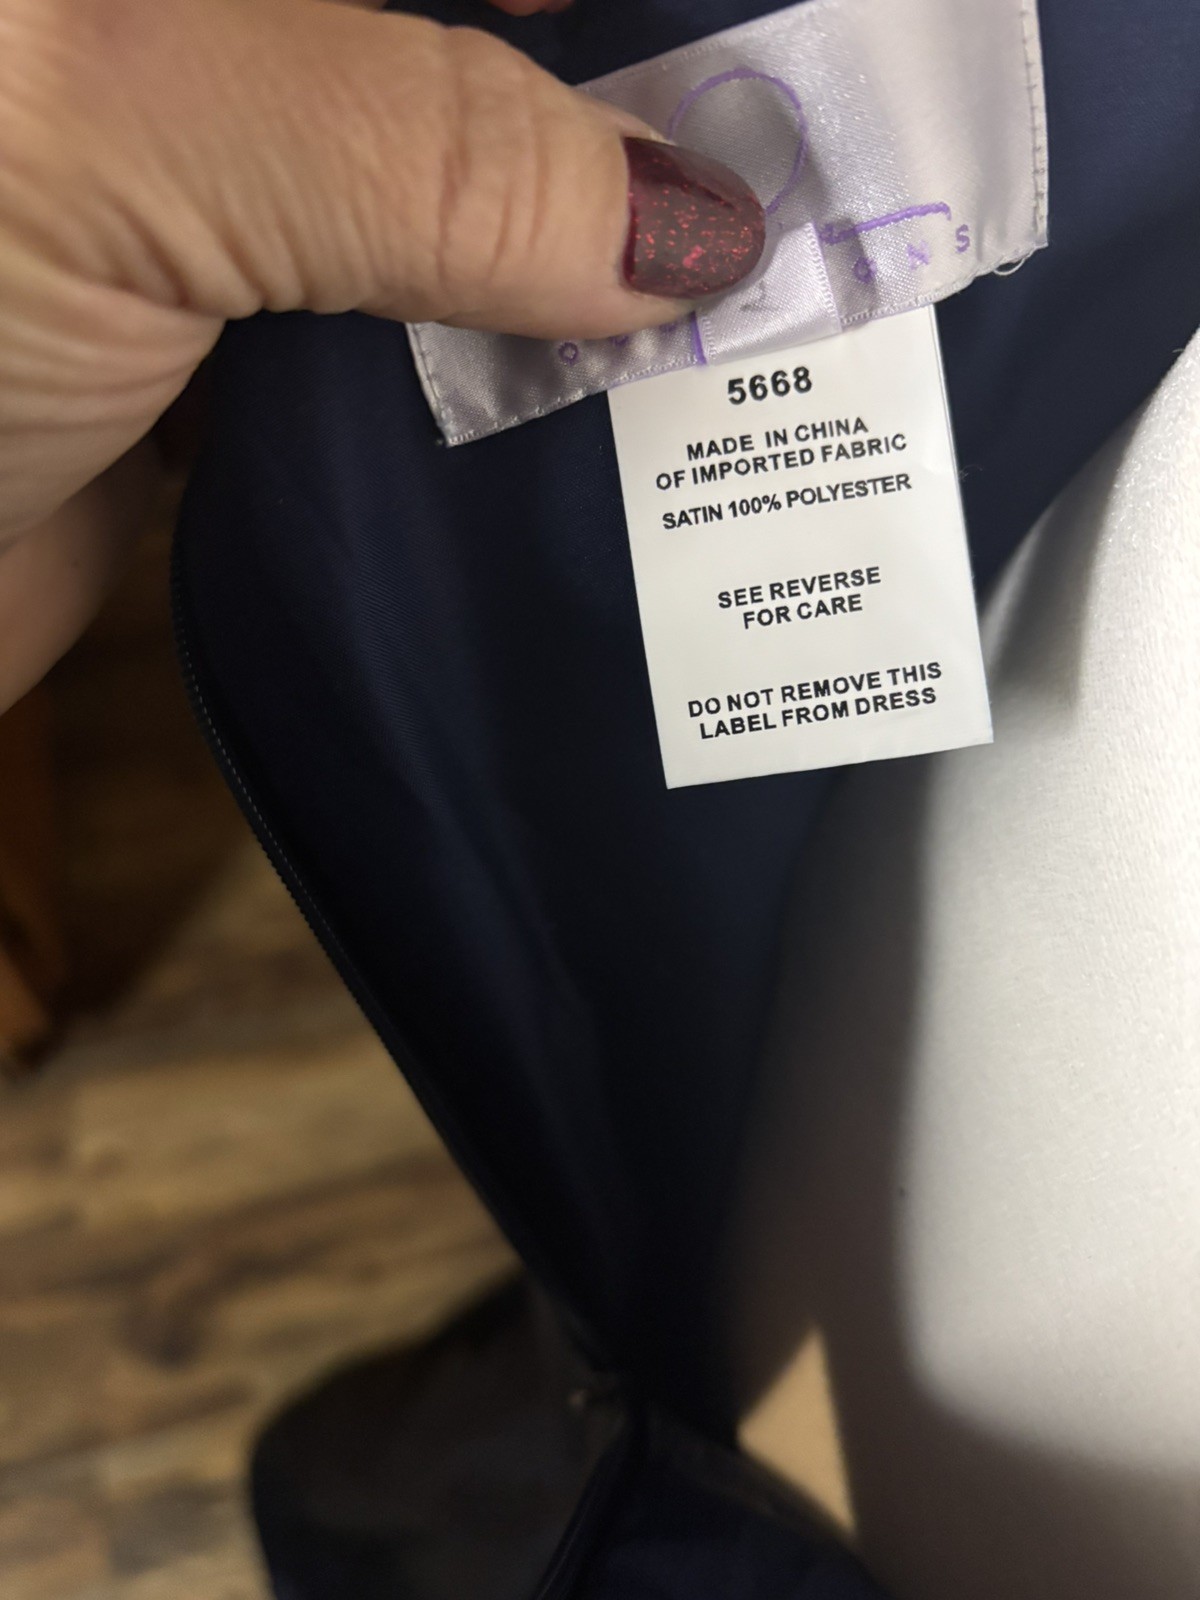 5668
MADE IN CHINA
OF IMPORTED FABRIC
SATIN 100% POLYESTER
SEE REVERSE
FOR CARE
DO NOT REMOVE THIS
LABEL FROM DRESS